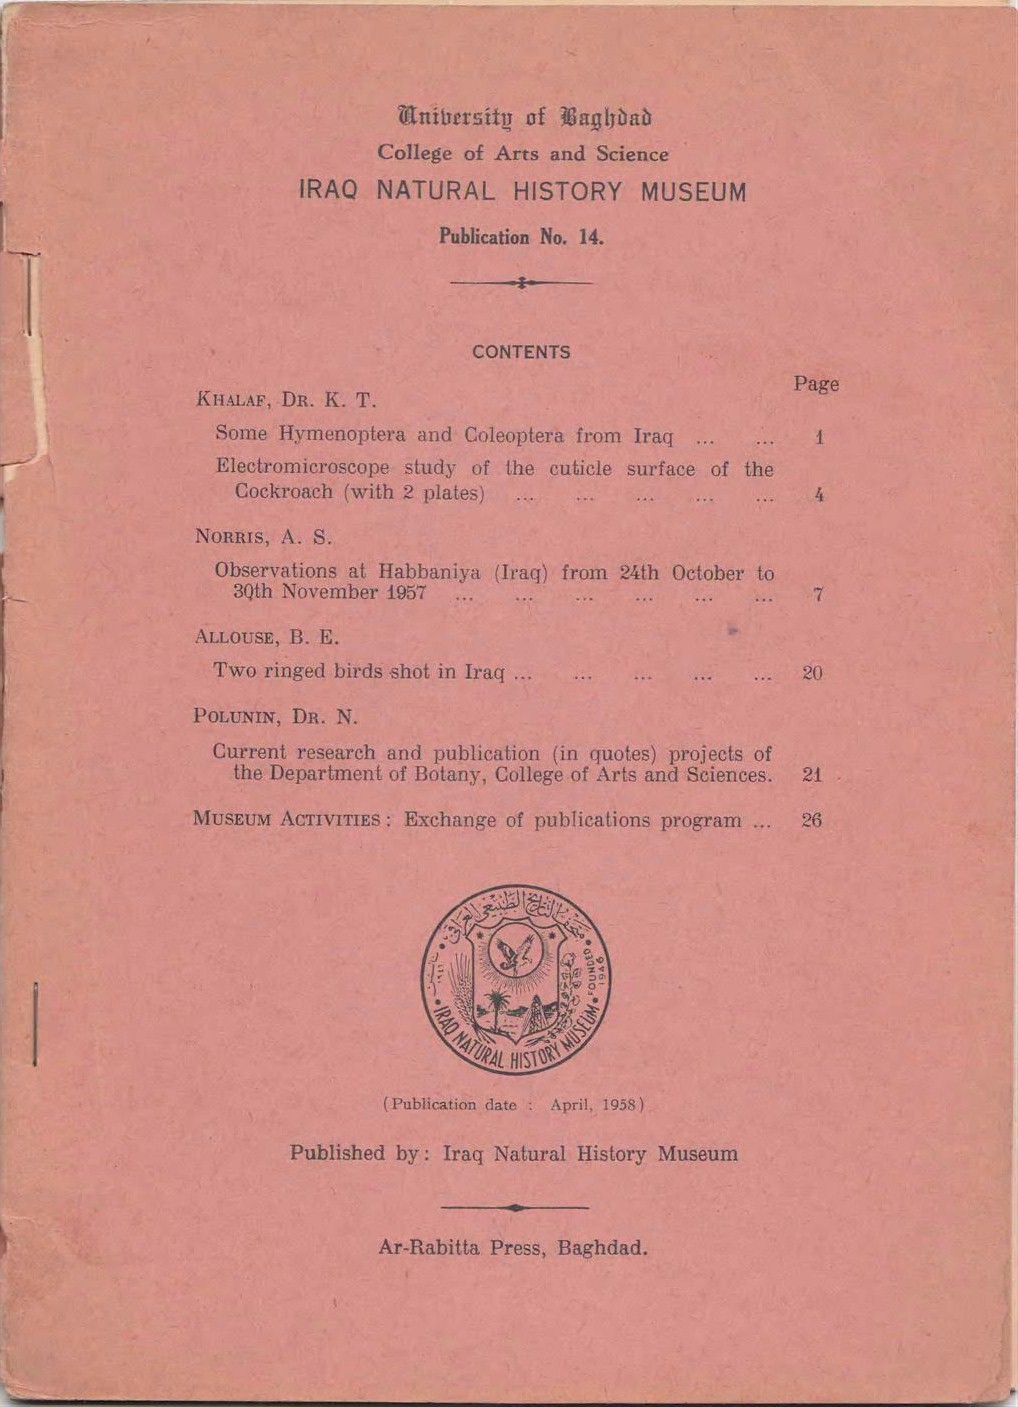 University of Baghdad
College of Arts and Science
IRAQ NATURAL HISTORY MUSEUM
Publication No. 14.
CONTENTS
Page
KHALAF, DR. K. T.
Some Hymenoptera and Coleoptera from Iraq ... ... 1
Electromicroscope study of the cuticle surface of the
Cockroach (with 2 plates) ... ... ... ... ... 4
NORRIS, A. S.
Observations at Habbaniya (Iraq) from 24th October to
30th November 1957 ... ... ... ... ... ... 7
ALLOUSE, B. E.
Two ringed birds shot in Iraq ... ... ... ... ... 20
POLUNIN, DR. N.
Current research and publication (in quotes) projects of
the Department of Botany, College of Arts and Sciences. 21
MUSEUM ACTIVITIES : Exchange of publications program ... 26
متحف التاريخ الطبيعي العراقي
FOUNDED 1946
IRAQ NATURAL HISTORY MUSEUM
(Publication date : April, 1958)
Published by : Iraq Natural History Museum
Ar-Rabitta Press, Baghdad.